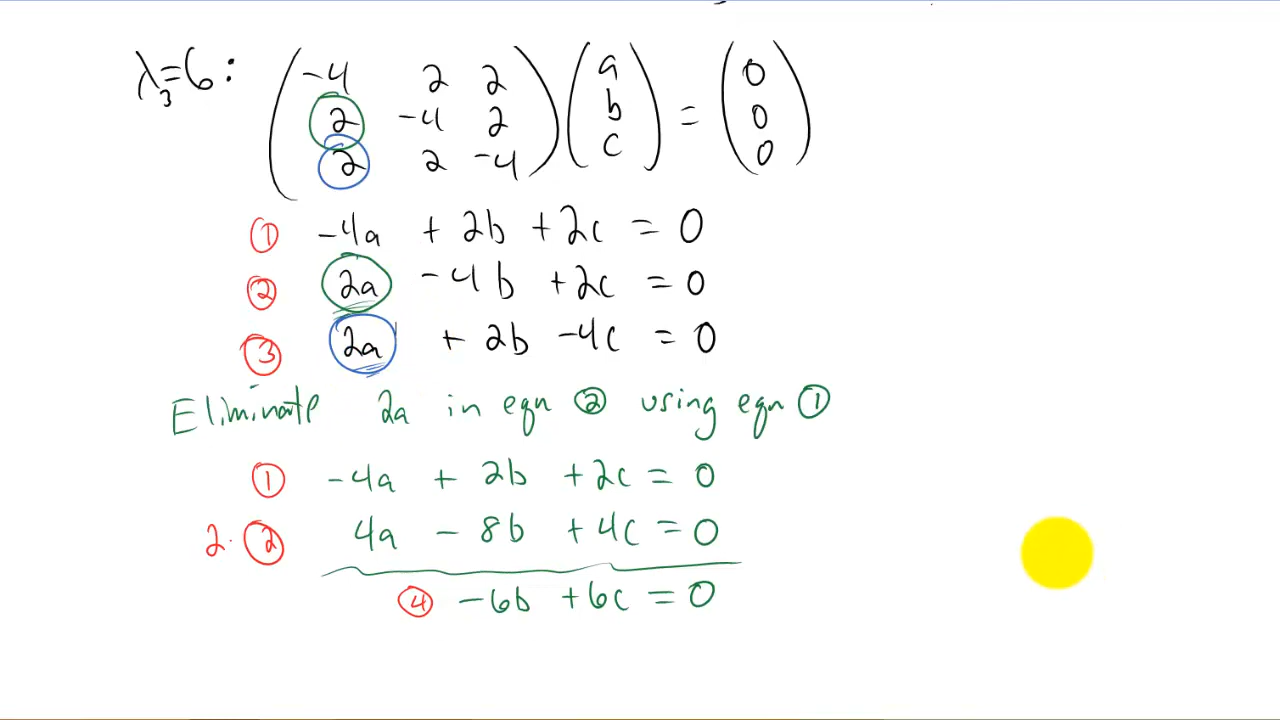 λ₃=6: (-4 2 2) (a) = (0)
(2 -4 2) (b) (0)
(2 2 -4) (c) (0)
① -4a + 2b + 2c = 0
② 2a - 4b + 2c = 0
③ 2a + 2b - 4c = 0
Eliminate 2a in eqn ② using eqn ①
① -4a + 2b + 2c = 0
2·② 4a - 8b + 4c = 0
④ -6b + 6c = 0